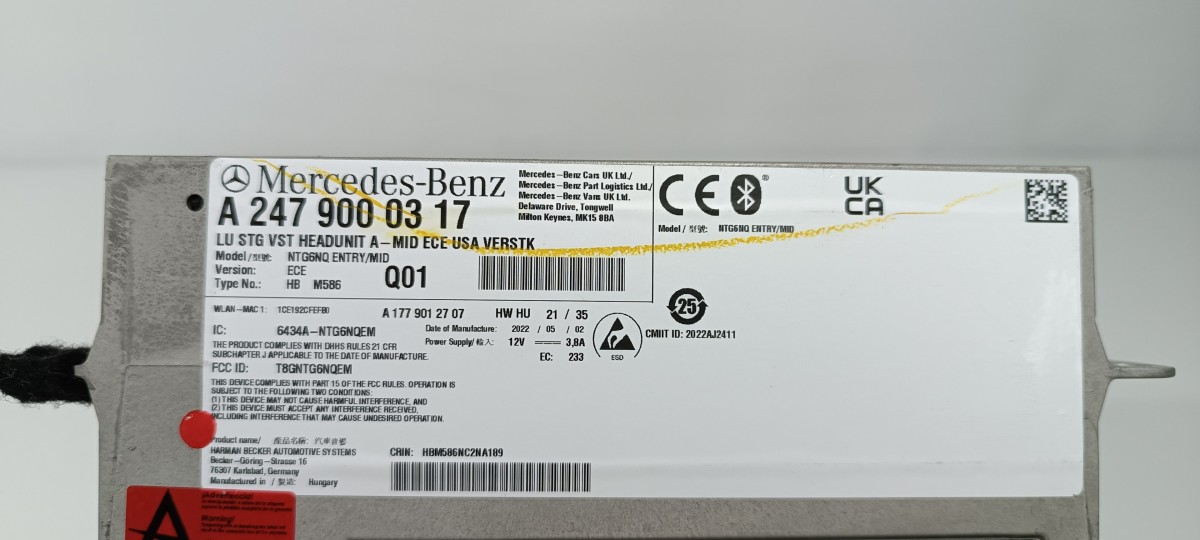 Mercedes-Benz
A 247 900 03 17
LU STG VST HEADUNIT A-MID ECE USA VERSTK
Model/型號: NTG6NQ ENTRY/MID
Version: ECE
Type No.: HB M586
Q01
Mercedes-Benz Cars UK Ltd./
Mercedes-Benz Part Logistics Ltd./
Mercedes-Benz Vans UK Ltd.
Delaware Drive, Tongwell
Milton Keynes, MK15 8BA
CE
UK
CA
Model / 型號: NTG6NQ ENTRY/MID
WLAN-MAC 1: 1CE192CFEFB0
A 177 901 27 07 HW HU 21 / 35
IC: 6434A-NTG6NQEM
Date of Manufacture: 2022 / 05 / 02
Power Supply/ 輸入: 12V 3,8A
EC: 233
ESD
25
CMIIT ID: 2022AJ2411
THE PRODUCT COMPLIES WITH DHHS RULES 21 CFR
SUBCHAPTER J APPLICABLE TO THE DATE OF MANUFACTURE.
FCC ID: T8GNTG6NQEM
THIS DEVICE COMPLIES WITH PART 15 OF THE FCC RULES. OPERATION IS
SUBJECT TO THE FOLLOWING TWO CONDITIONS:
(1) THIS DEVICE MAY NOT CAUSE HARMFUL INTERFERENCE, AND
(2) THIS DEVICE MUST ACCEPT ANY INTERFERENCE RECEIVED,
INCLUDING INTERFERENCE THAT MAY CAUSE UNDESIRED OPERATION.
Product name/ 產品名稱: 汽車音響
HARMAN BECKER AUTOMOTIVE SYSTEMS
Becker-Göring-Strasse 16
76307 Karlsbad, Germany
Manufactured in / 製造: Hungary
CRIN: HBM586NC2NA189
¡Advertencia!
Warning!